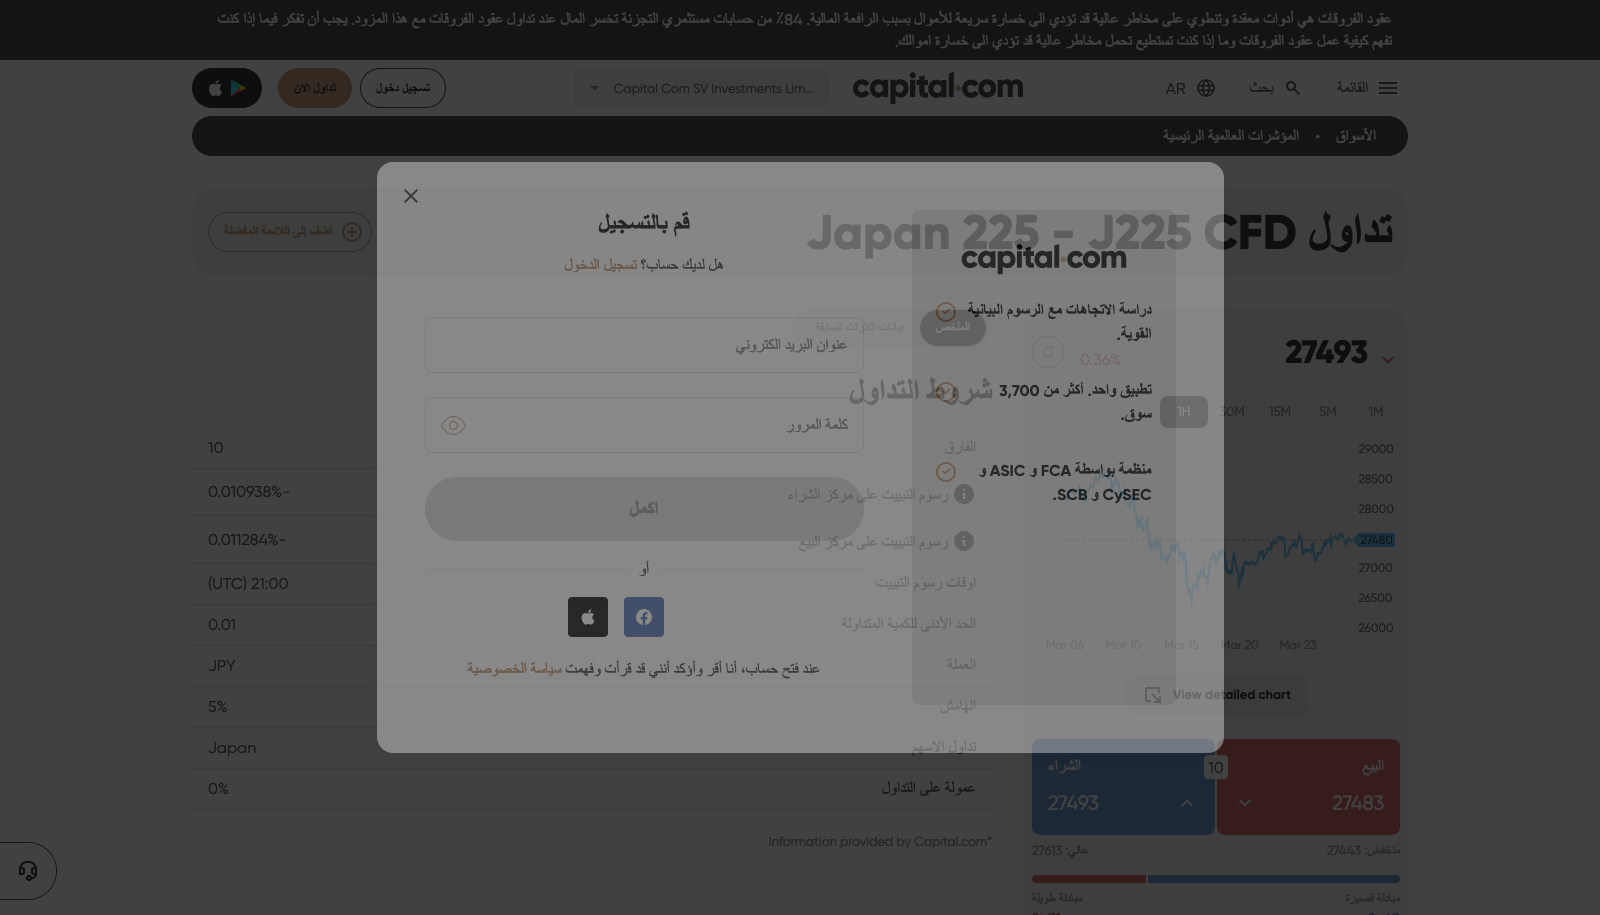 عقود الفروقات هي أدوات معقدة وتنطوي على مخاطر عالية قد تؤدي الى خسارة سريعة للأموال بسبب الرافعة المالية. 84٪ من حسابات مستثمري التجزئة تخسر المال عند تداول عقود الفروقات مع هذا المزود. يجب أن تفكر فيما إذا كنت
تفهم كيفية عمل عقود الفروقات وما إذا كنت تستطيع تحمل مخاطر عالية قد تؤدي الى خسارة اموالك.
القائمة
بحث
AR
capital.com
Capital Com SV Investments Lim...
تداول الان
تسجيل دخول
الأسواق • المؤشرات العالمية الرئيسية
تداول Japan 225 - J225 CFD
أضف إلى اللائحة المفضلة
قم بالتسجيل
هل لديك حساب؟ تسجيل الدخول
عنوان البريد الكتروني
كلمة المرور
اكمل
أو
عند فتح حساب، أنا أقر وأؤكد أنني قد قرأت وفهمت سياسة الخصوصية
capital.com
دراسة الاتجاهات مع الرسوم البيانية
القوية.
تطبيق واحد. أكثر من 3,700
سوق.
منظمة بواسطة FCA و ASIC و
CySEC و SCB.
27493
0.36%
1M
5M
15M
30M
1H
29000
28500
28000
27480
27000
26500
26000
Mar 06
Mar 10
Mar 15
Mar 20
Mar 23
View detailed chart
البيع
27483
10
الشراء
27493
منخفض: 27443
عالي: 27613
مبادلة قصيرة
مبادلة طويلة
الملخص
بيانات الفترات السابقة
شروط التداول
الفارق
10
رسوم التبييت على مركز الشراء
0.010938%-
رسوم التبييت على مركز البيع
0.011284%-
اوقات رسوم التبييت
21:00 (UTC)
الحد الأدنى للكمية المتداولة
0.01
العملة
JPY
الهامش
5%
تداول الاسهم
Japan
عمولة على التداول
0%
Information provided by Capital.com*